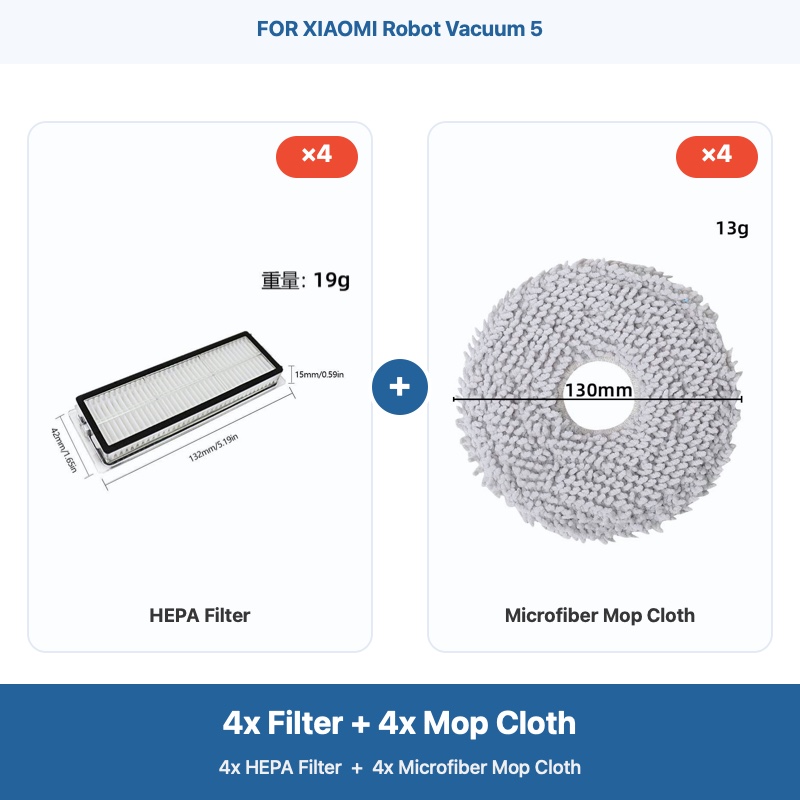 FOR XIAOMI Robot Vacuum 5
×4
×4
13g
重量: 19g
15mm/0.59in
130mm
42mm/1.65in
132mm/5.19in
HEPA Filter
Microfiber Mop Cloth
4x Filter + 4x Mop Cloth
4x HEPA Filter + 4x Microfiber Mop Cloth